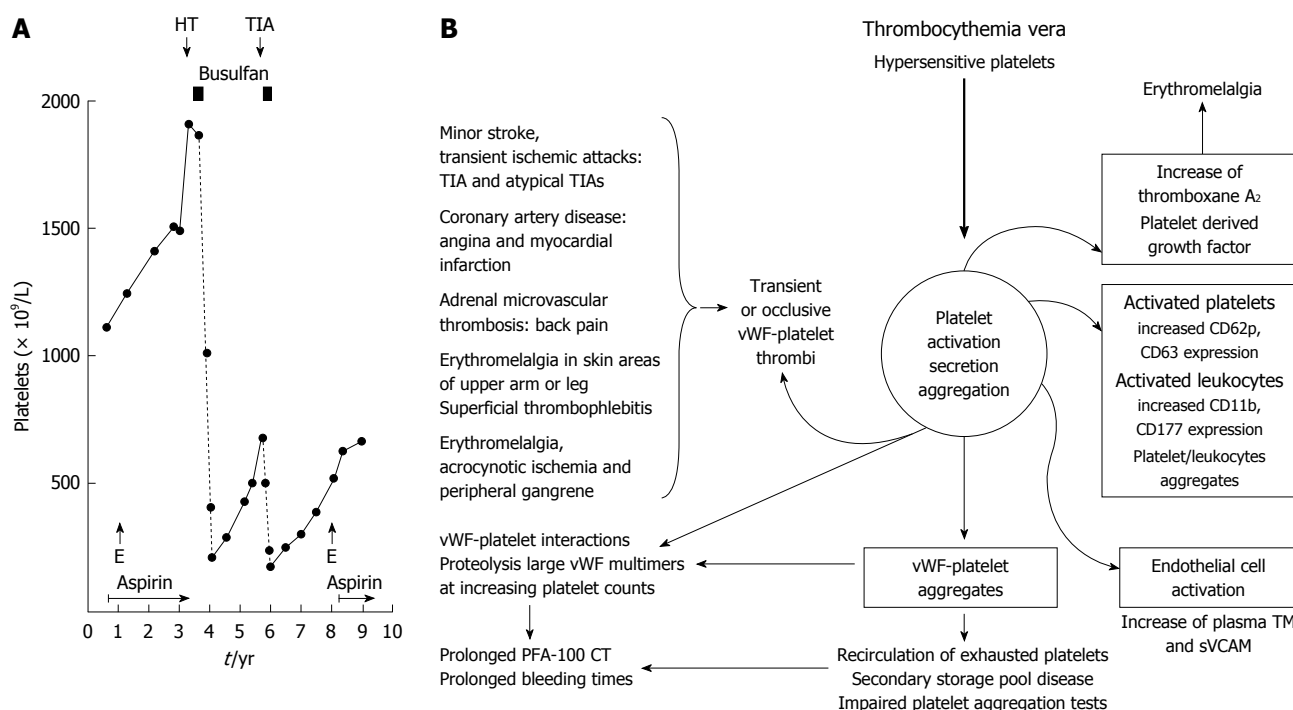 A
HT
TIA
Busulfan
2000
1500
1000
500
Platelets (× 10⁹/L)
E
E
Aspirin
Aspirin
0 1 2 3 4 5 6 7 8 9 10
t/yr
B
Thrombocythemia vera
Hypersensitive platelets
Minor stroke,
transient ischemic attacks:
TIA and atypical TIAs
Coronary artery disease:
angina and myocardial
infarction
Adrenal microvascular
thrombosis: back pain
Erythromelalgia in skin areas
of upper arm or leg
Superficial thrombophlebitis
Erythromelalgia,
acrocynotic ischemia and
peripheral gangrene
Transient
or occlusive
vWF-platelet
thrombi
Platelet
activation
secretion
aggregation
Erythromelalgia
Increase of
thromboxane A₂
Platelet derived
growth factor
Activated platelets
increased CD62p,
CD63 expression
Activated leukocytes
increased CD11b,
CD177 expression
Platelet/leukocytes
aggregates
vWF-platelet interactions
Proteolysis large vWF multimers
at increasing platelet counts
vWF-platelet
aggregates
Endothelial cell
activation
Increase of plasma TM
and sVCAM
Prolonged PFA-100 CT
Prolonged bleeding times
Recirculation of exhausted platelets
Secondary storage pool disease
Impaired platelet aggregation tests